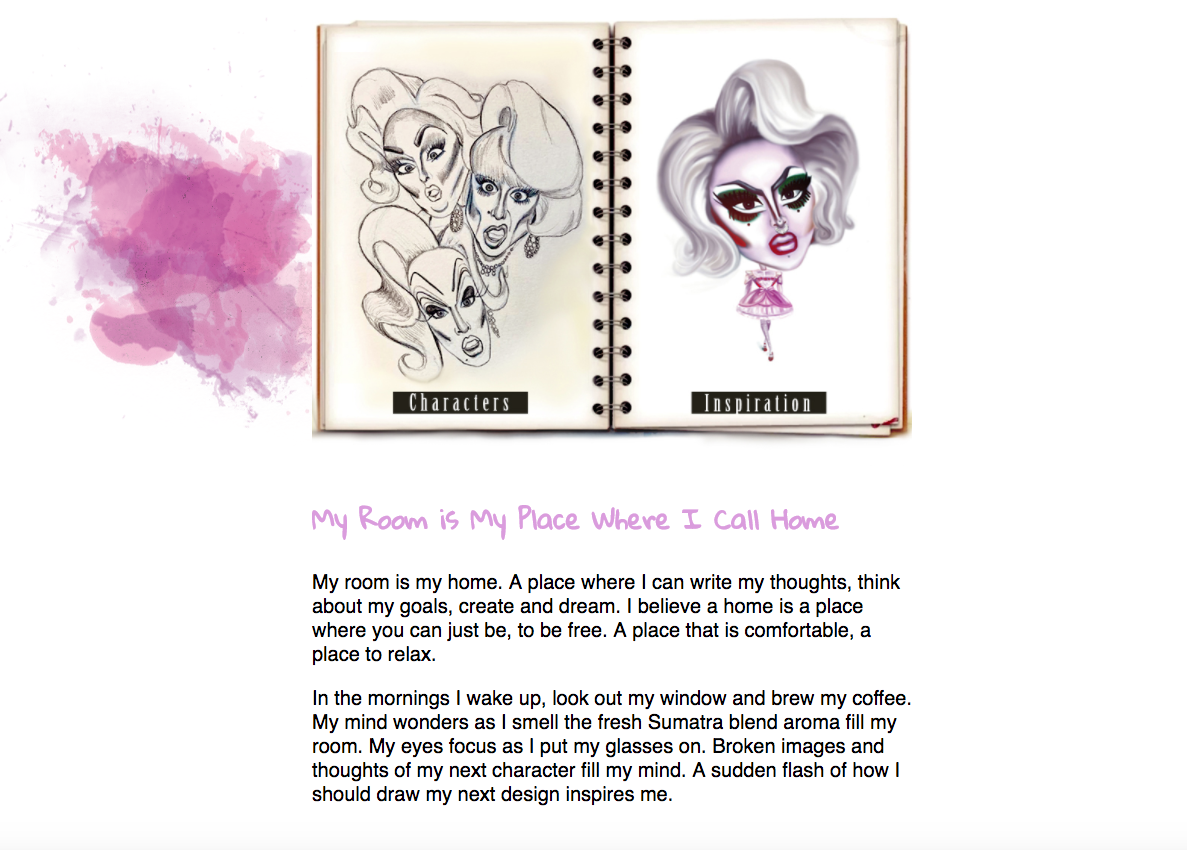 Characters
Inspiration
My Room is My Place Where I Call Home
My room is my home. A place where I can write my thoughts, think
about my goals, create and dream. I believe a home is a place
where you can just be, to be free. A place that is comfortable, a
place to relax.
In the mornings I wake up, look out my window and brew my coffee.
My mind wonders as I smell the fresh Sumatra blend aroma fill my
room. My eyes focus as I put my glasses on. Broken images and
thoughts of my next character fill my mind. A sudden flash of how I
should draw my next design inspires me.